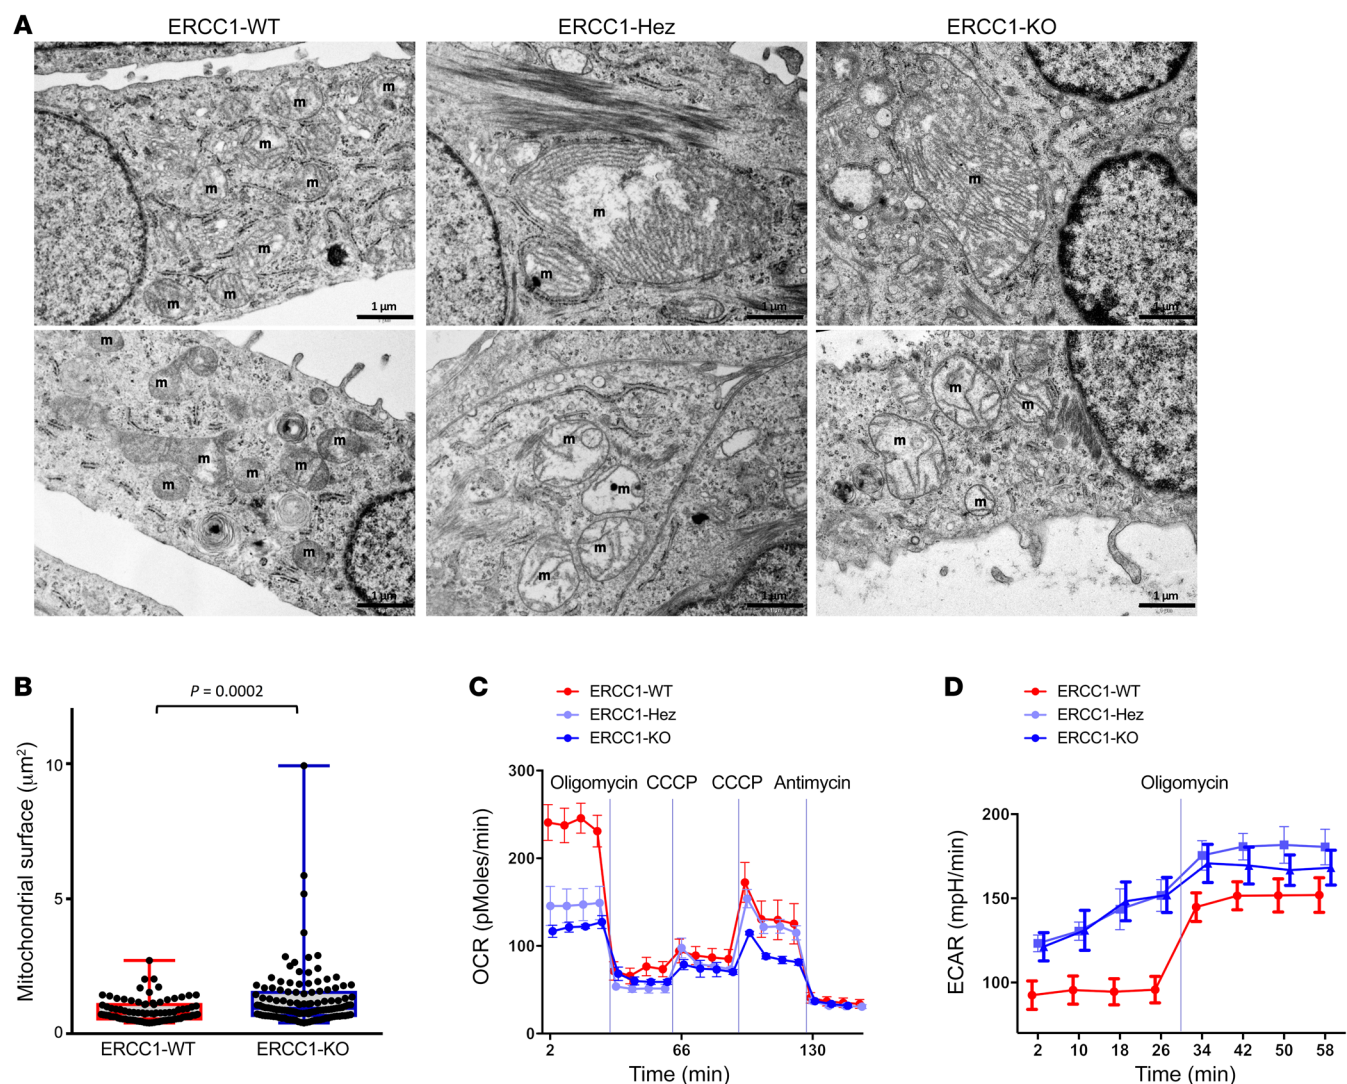 A
ERCC1-WT ERCC1-Hez ERCC1-KO
m m m m m m m m
1 µm
m m
1 µm
m
1 µm
m m m m m m m m
1 µm
m m m m
1 µm
m m m m
1 µm
B
P = 0.0002
Mitochondrial surface (µm²)
10
5
0
ERCC1-WT ERCC1-KO
C
ERCC1-WT
ERCC1-Hez
ERCC1-KO
Oligomycin CCCP CCCP Antimycin
OCR (pMoles/min)
300
200
100
0
2 66 130
Time (min)
D
ERCC1-WT
ERCC1-Hez
ERCC1-KO
Oligomycin
ECAR (mpH/min)
200
150
100
2 10 18 26 34 42 50 58
Time (min)